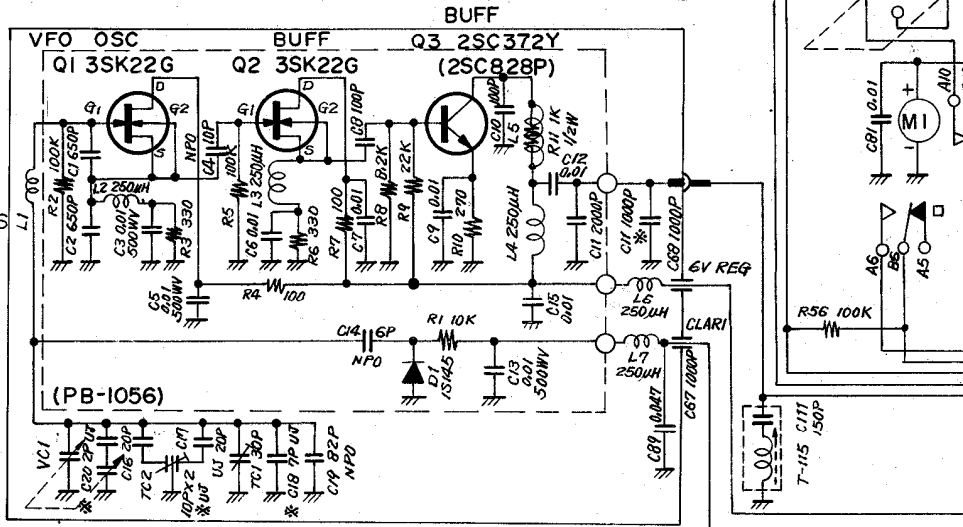 BUFF
VFO OSC
BUFF
Q3 2SC372Y
Q1 3SK22G
Q2 3SK22G
(2SC828P)
D
G1
G2
S
D
G1
G2
S
R2 100K
C1 650P
L1
L2 250μH
C2 650P
C3 0.01
500WV
R3 330
NPO
C4 10P
100K
R5
L3 250μH
C6 0.01
R6 330
C8 100P
100
R7
0.01
C7
8.2K
R8
22K
R9
0.01
C9
270
R10
C10 100P
L5
R11 1K
1/2W
C12
0.01
L4 250μH
C11 2000P
C11 1000P
※
C68 1000P
6V REG
L6
250μH
C5
0.01
500WV
R4 100
C15
0.01
C14 6P
NPO
R1 10K
D1
1S145
C13
0.01
500WV
L7
250μH
CLARI
C67 1000P
C89 0.047
(PB-1056)
VC1
※ C20 2P UJ
C16 20P
TC2
10P×2
※ UJ
C17
20P
UJ
TC1 30P
※ C18 7P UJ
C19 82P
NPO
T-115 C111
150P
C81 0.01
+
M1
-
A10
A6
B6
A5
R56 100K